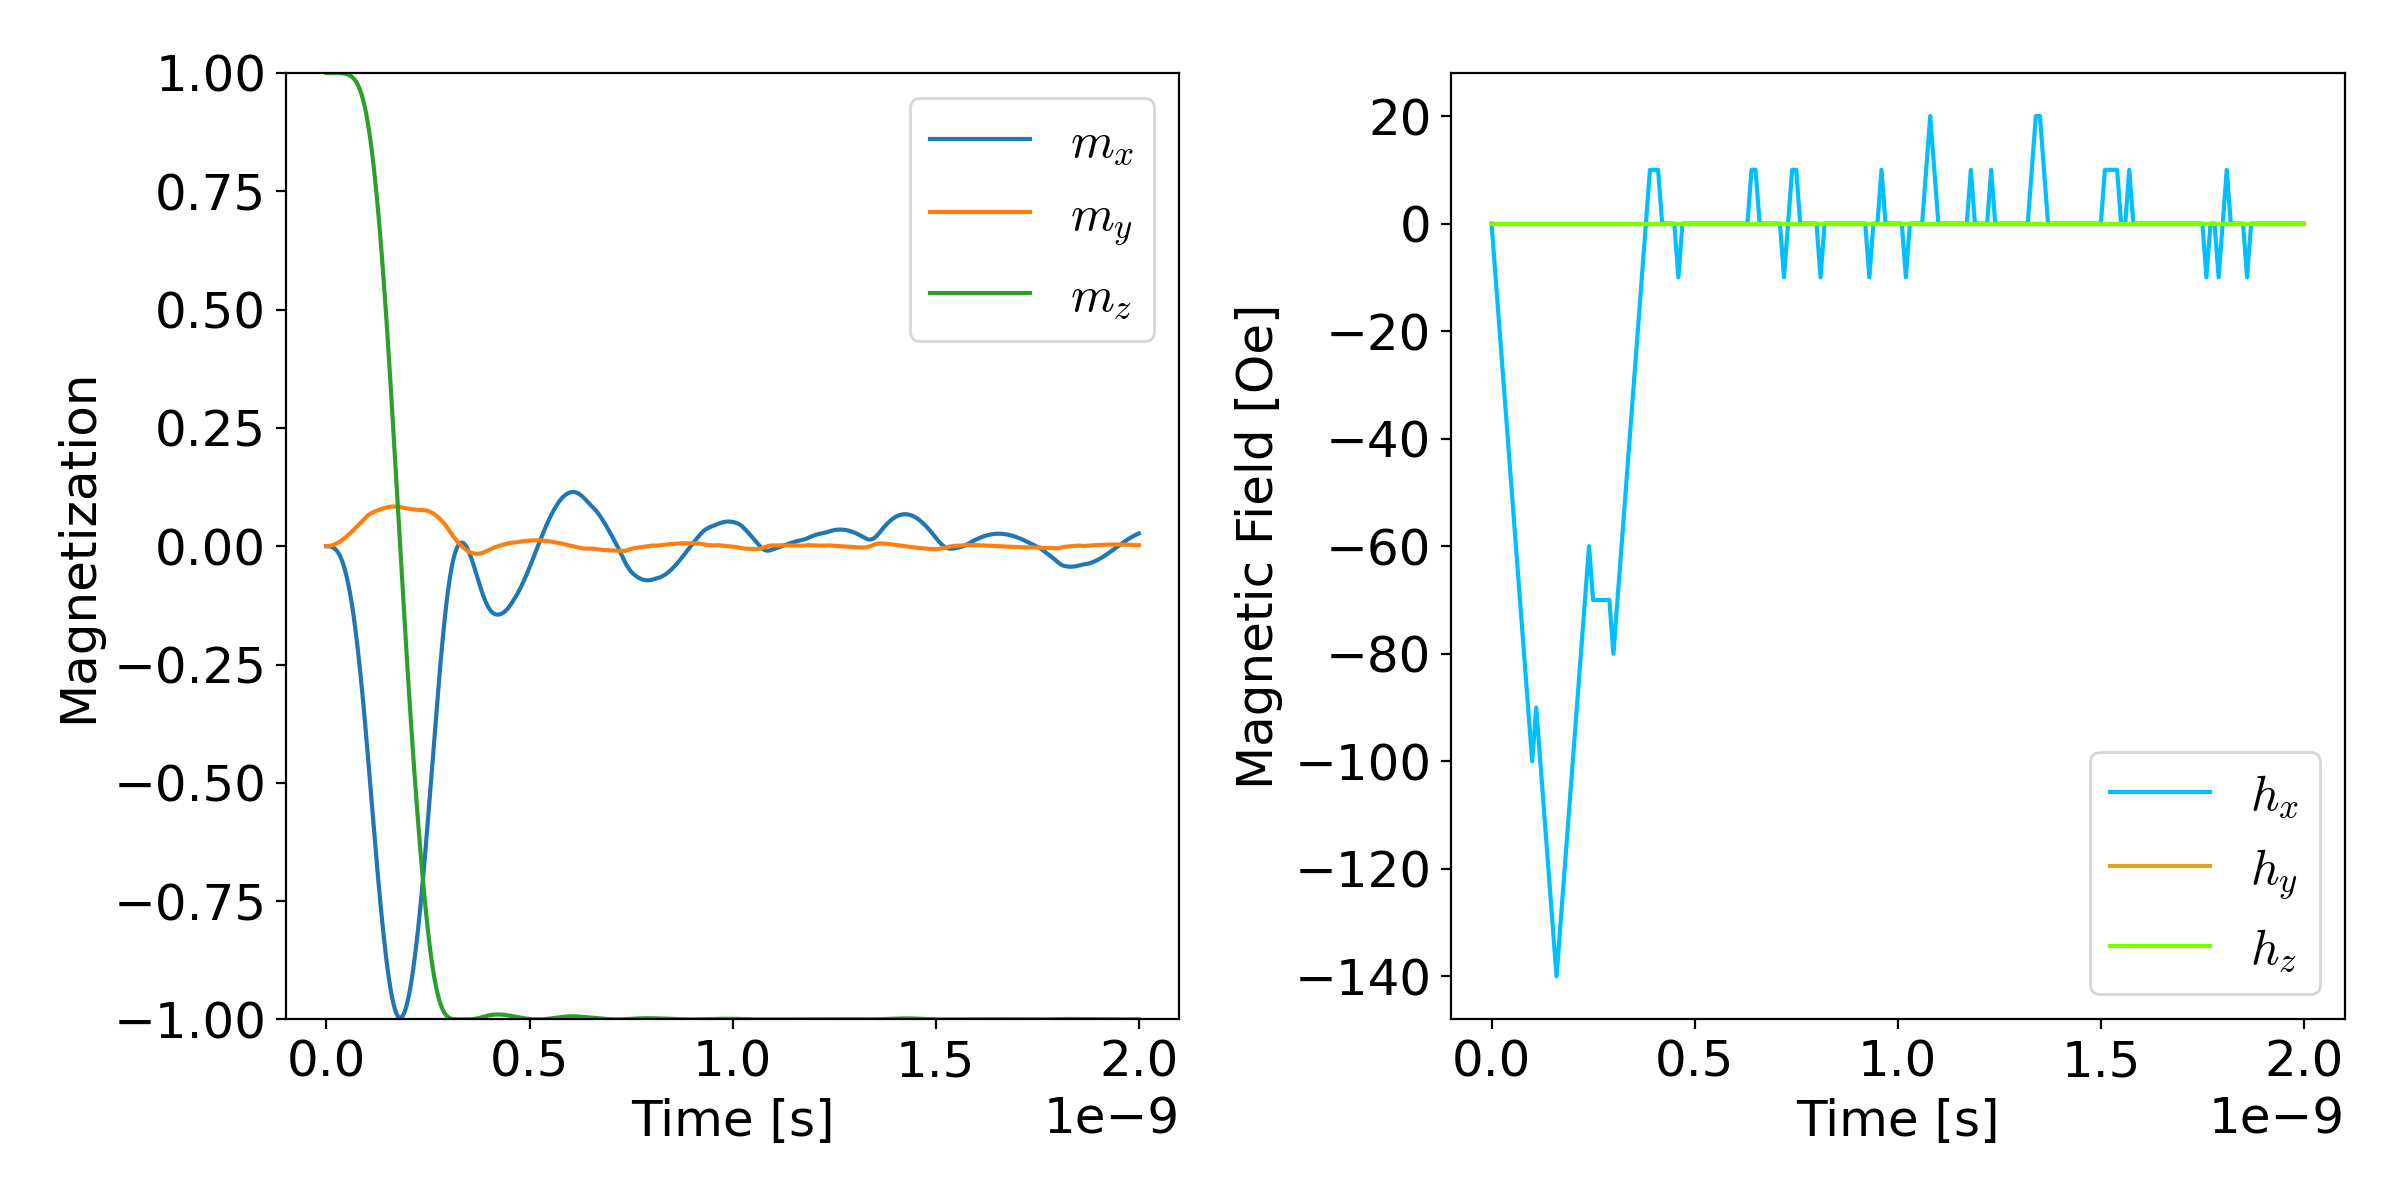 Magnetization
1.00
0.75
0.50
0.25
0.00
−0.25
−0.50
−0.75
−1.00
0.0 0.5 1.0 1.5 2.0
Time [s]
1e−9
m_x
m_y
m_z
Magnetic Field [Oe]
20
0
−20
−40
−60
−80
−100
−120
−140
0.0 0.5 1.0 1.5 2.0
Time [s]
1e−9
h_x
h_y
h_z